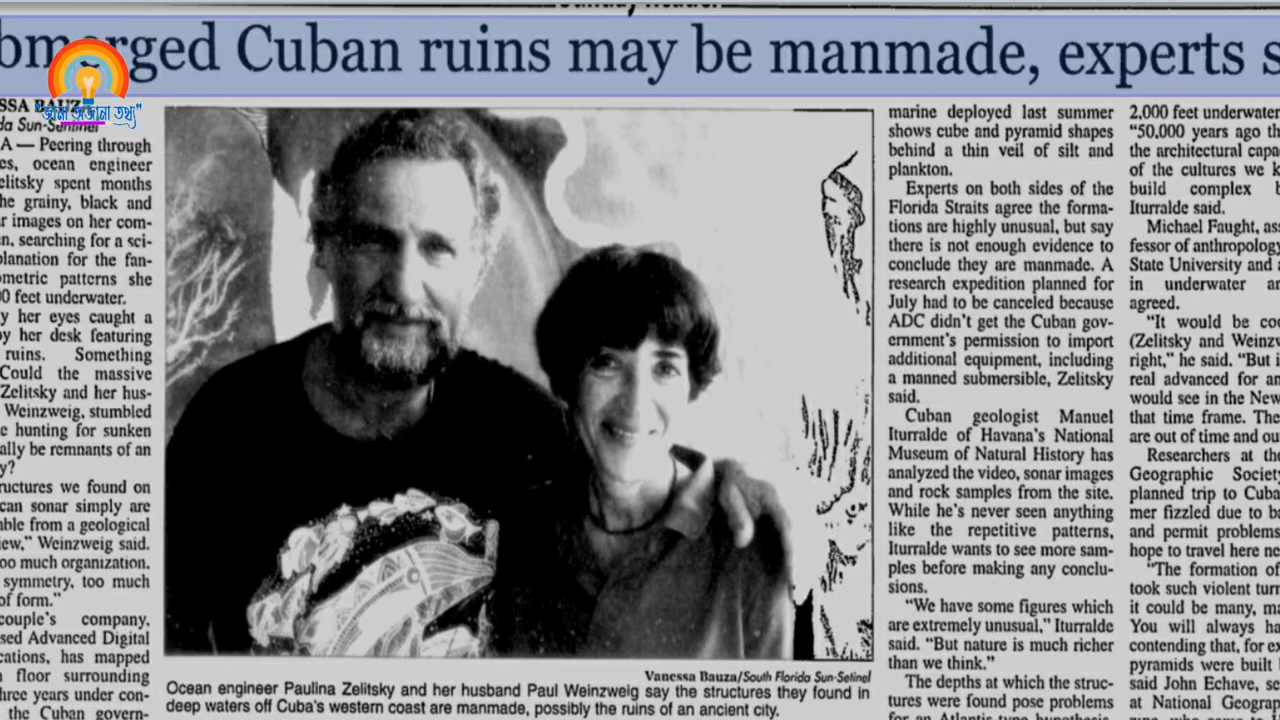 bmerged Cuban ruins may be manmade, experts s
"জানা অজানা তথ্য"
SSA BAUZ
da Sun-Sentinel
A — Peering through
es, ocean engineer
elitsky spent months
he grainy, black and
r images on her com-
n, searching for a sci-
planation for the fan-
ometric patterns she
00 feet underwater.
y her eyes caught a
by her desk featuring
ruins. Something
Could the massive
Zelitsky and her hus-
Weinzweig, stumbled
e hunting for sunken
ally be remnants of an
y?
ructures we found on
can sonar simply are
able from a geological
iew," Weinzweig said.
oo much organization.
symmetry, too much
of form."
couple's company,
sed Advanced Digital
cations, has mapped
n floor surrounding
three years under con-
the Cuban govern-
Vanessa Bauza/South Florida Sun-Sentinel
Ocean engineer Paulina Zelitsky and her husband Paul Weinzweig say the structures they found in
deep waters off Cuba's western coast are manmade, possibly the ruins of an ancient city.
marine deployed last summer
shows cube and pyramid shapes
behind a thin veil of silt and
plankton.
Experts on both sides of the
Florida Straits agree the forma-
tions are highly unusual, but say
there is not enough evidence to
conclude they are manmade. A
research expedition planned for
July had to be canceled because
ADC didn't get the Cuban gov-
ernment's permission to import
additional equipment, including
a manned submersible, Zelitsky
said.
Cuban geologist Manuel
Iturralde of Havana's National
Museum of Natural History has
analyzed the video, sonar images
and rock samples from the site.
While he's never seen anything
like the repetitive patterns,
Iturralde wants to see more sam-
ples before making any conclu-
sions.
"We have some figures which
are extremely unusual," Iturralde
said. "But nature is much richer
than we think."
The depths at which the struc-
tures were found pose problems
for an Atlantis-type hypothesis.
2,000 feet underwater
"50,000 years ago th
the architectural capa
of the cultures we k
build complex b
Iturralde said.
Michael Faught, as
fessor of anthropology
State University and a
in underwater ar
agreed.
"It would be coo
(Zelitsky and Weinzw
right," he said. "But i
real advanced for an
would see in the New
that time frame. The
are out of time and ou
Researchers at the
Geographic Society
planned trip to Cuba
mer fizzled due to ba
and permit problems
hope to travel here ne
"The formation of
took such violent turn
it could be many, ma
You will always ha
contending that, for ex
pyramids were built
said John Echave, se
at National Geograp